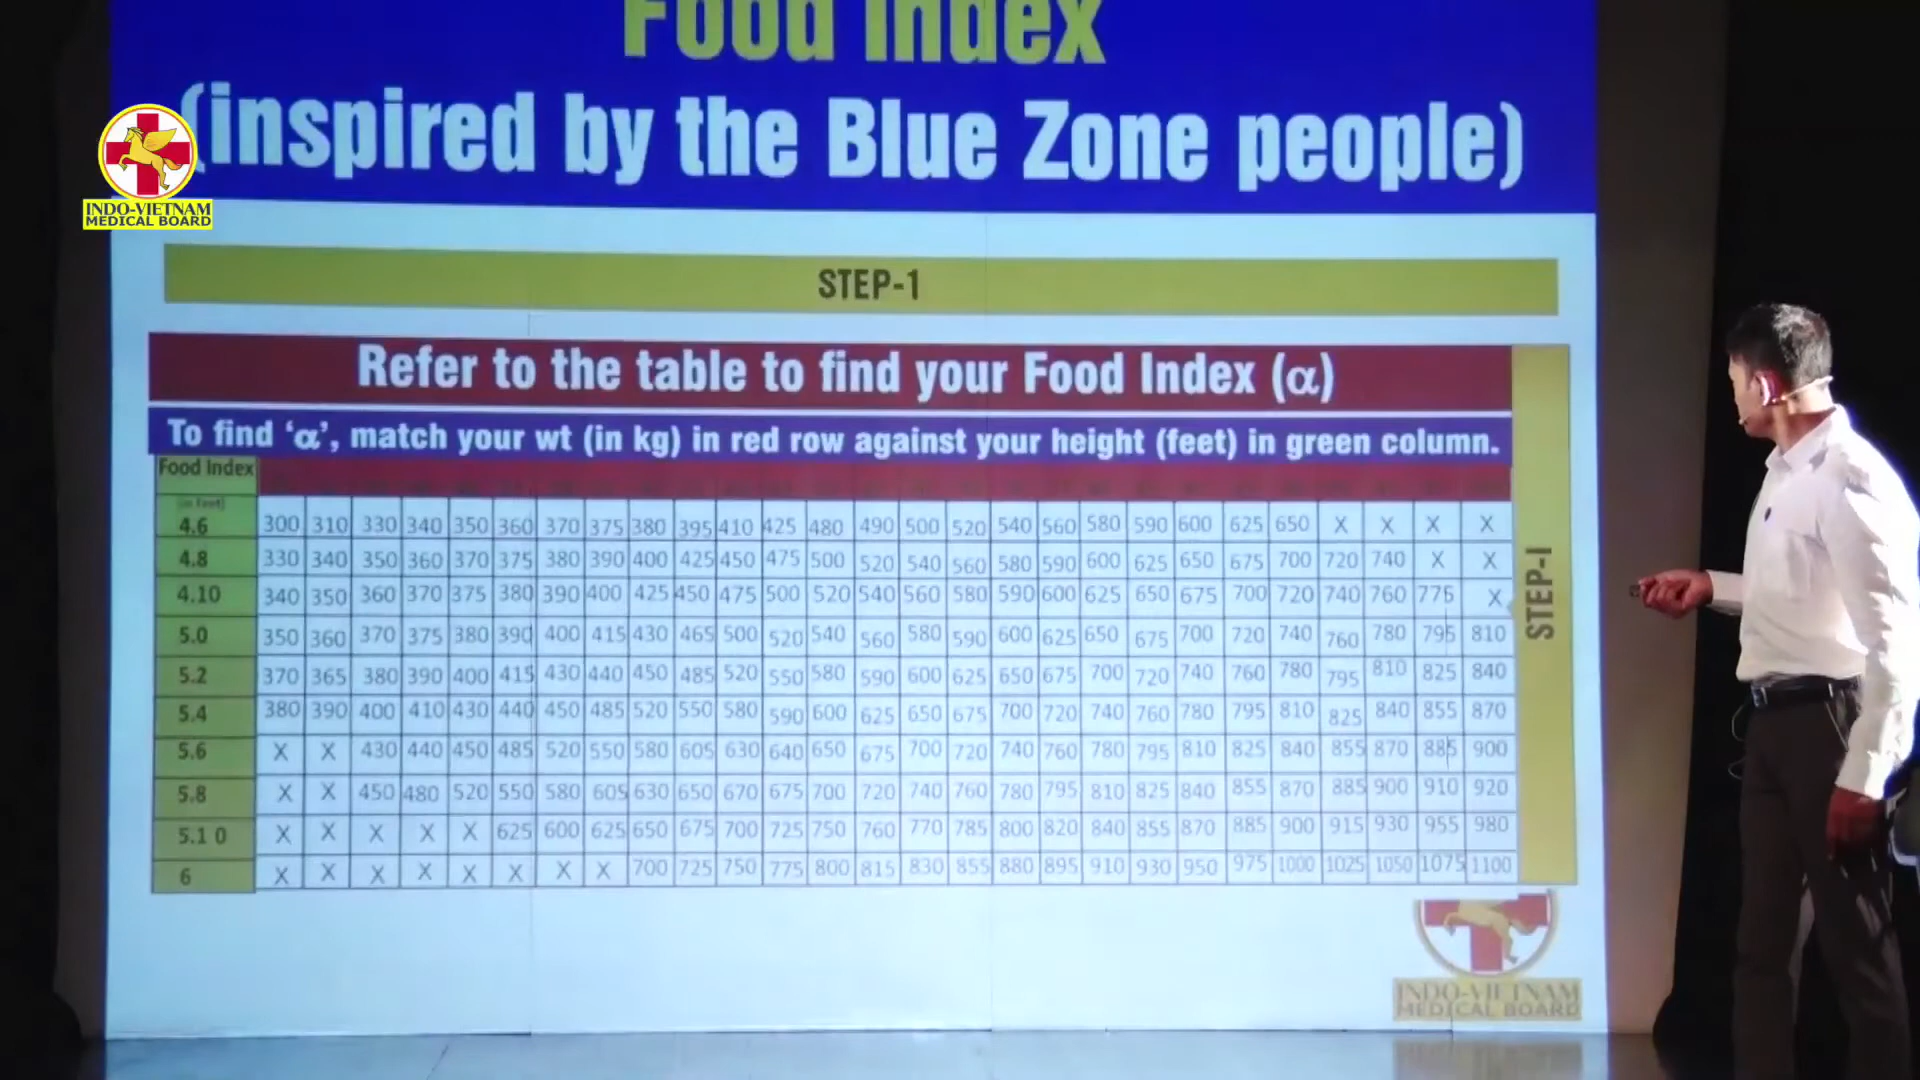 Food Index
(inspired by the Blue Zone people)
INDO-VIETNAM
MEDICAL BOARD
STEP-1
Refer to the table to find your Food Index (α)
To find ‘α’, match your wt (in kg) in red row against your height (feet) in green column.
Food Index
(in feet)
4.6 300 310 330 340 350 360 370 375 380 395 410 425 480 490 500 520 540 560 580 590 600 625 650 X X X X
4.8 330 340 350 360 370 375 380 390 400 425 450 475 500 520 540 560 580 590 600 625 650 675 700 720 740 X X
4.10 340 350 360 370 375 380 390 400 425 450 475 500 520 540 560 580 590 600 625 650 675 700 720 740 760 775 X
5.0 350 360 370 375 380 390 400 415 430 465 500 520 540 560 580 590 600 625 650 675 700 720 740 760 780 795 810
5.2 370 365 380 390 400 415 430 440 450 485 520 550 580 590 600 625 650 675 700 720 740 760 780 795 810 825 840
5.4 380 390 400 410 430 440 450 485 520 550 580 590 600 625 650 675 700 720 740 760 780 795 810 825 840 855 870
5.6 X X 430 440 450 485 520 550 580 605 630 640 650 675 700 720 740 760 780 795 810 825 840 855 870 885 900
5.8 X X 450 480 520 550 580 605 630 650 670 675 700 720 740 760 780 795 810 825 840 855 870 885 900 910 920
5.1 0 X X X X X 625 600 625 650 675 700 725 750 760 770 785 800 820 840 855 870 885 900 915 930 955 980
6 X X X X X X X X 700 725 750 775 800 815 830 855 880 895 910 930 950 975 1000 1025 1050 1075 1100
STEP-I
INDO-VIETNAM
MEDICAL BOARD